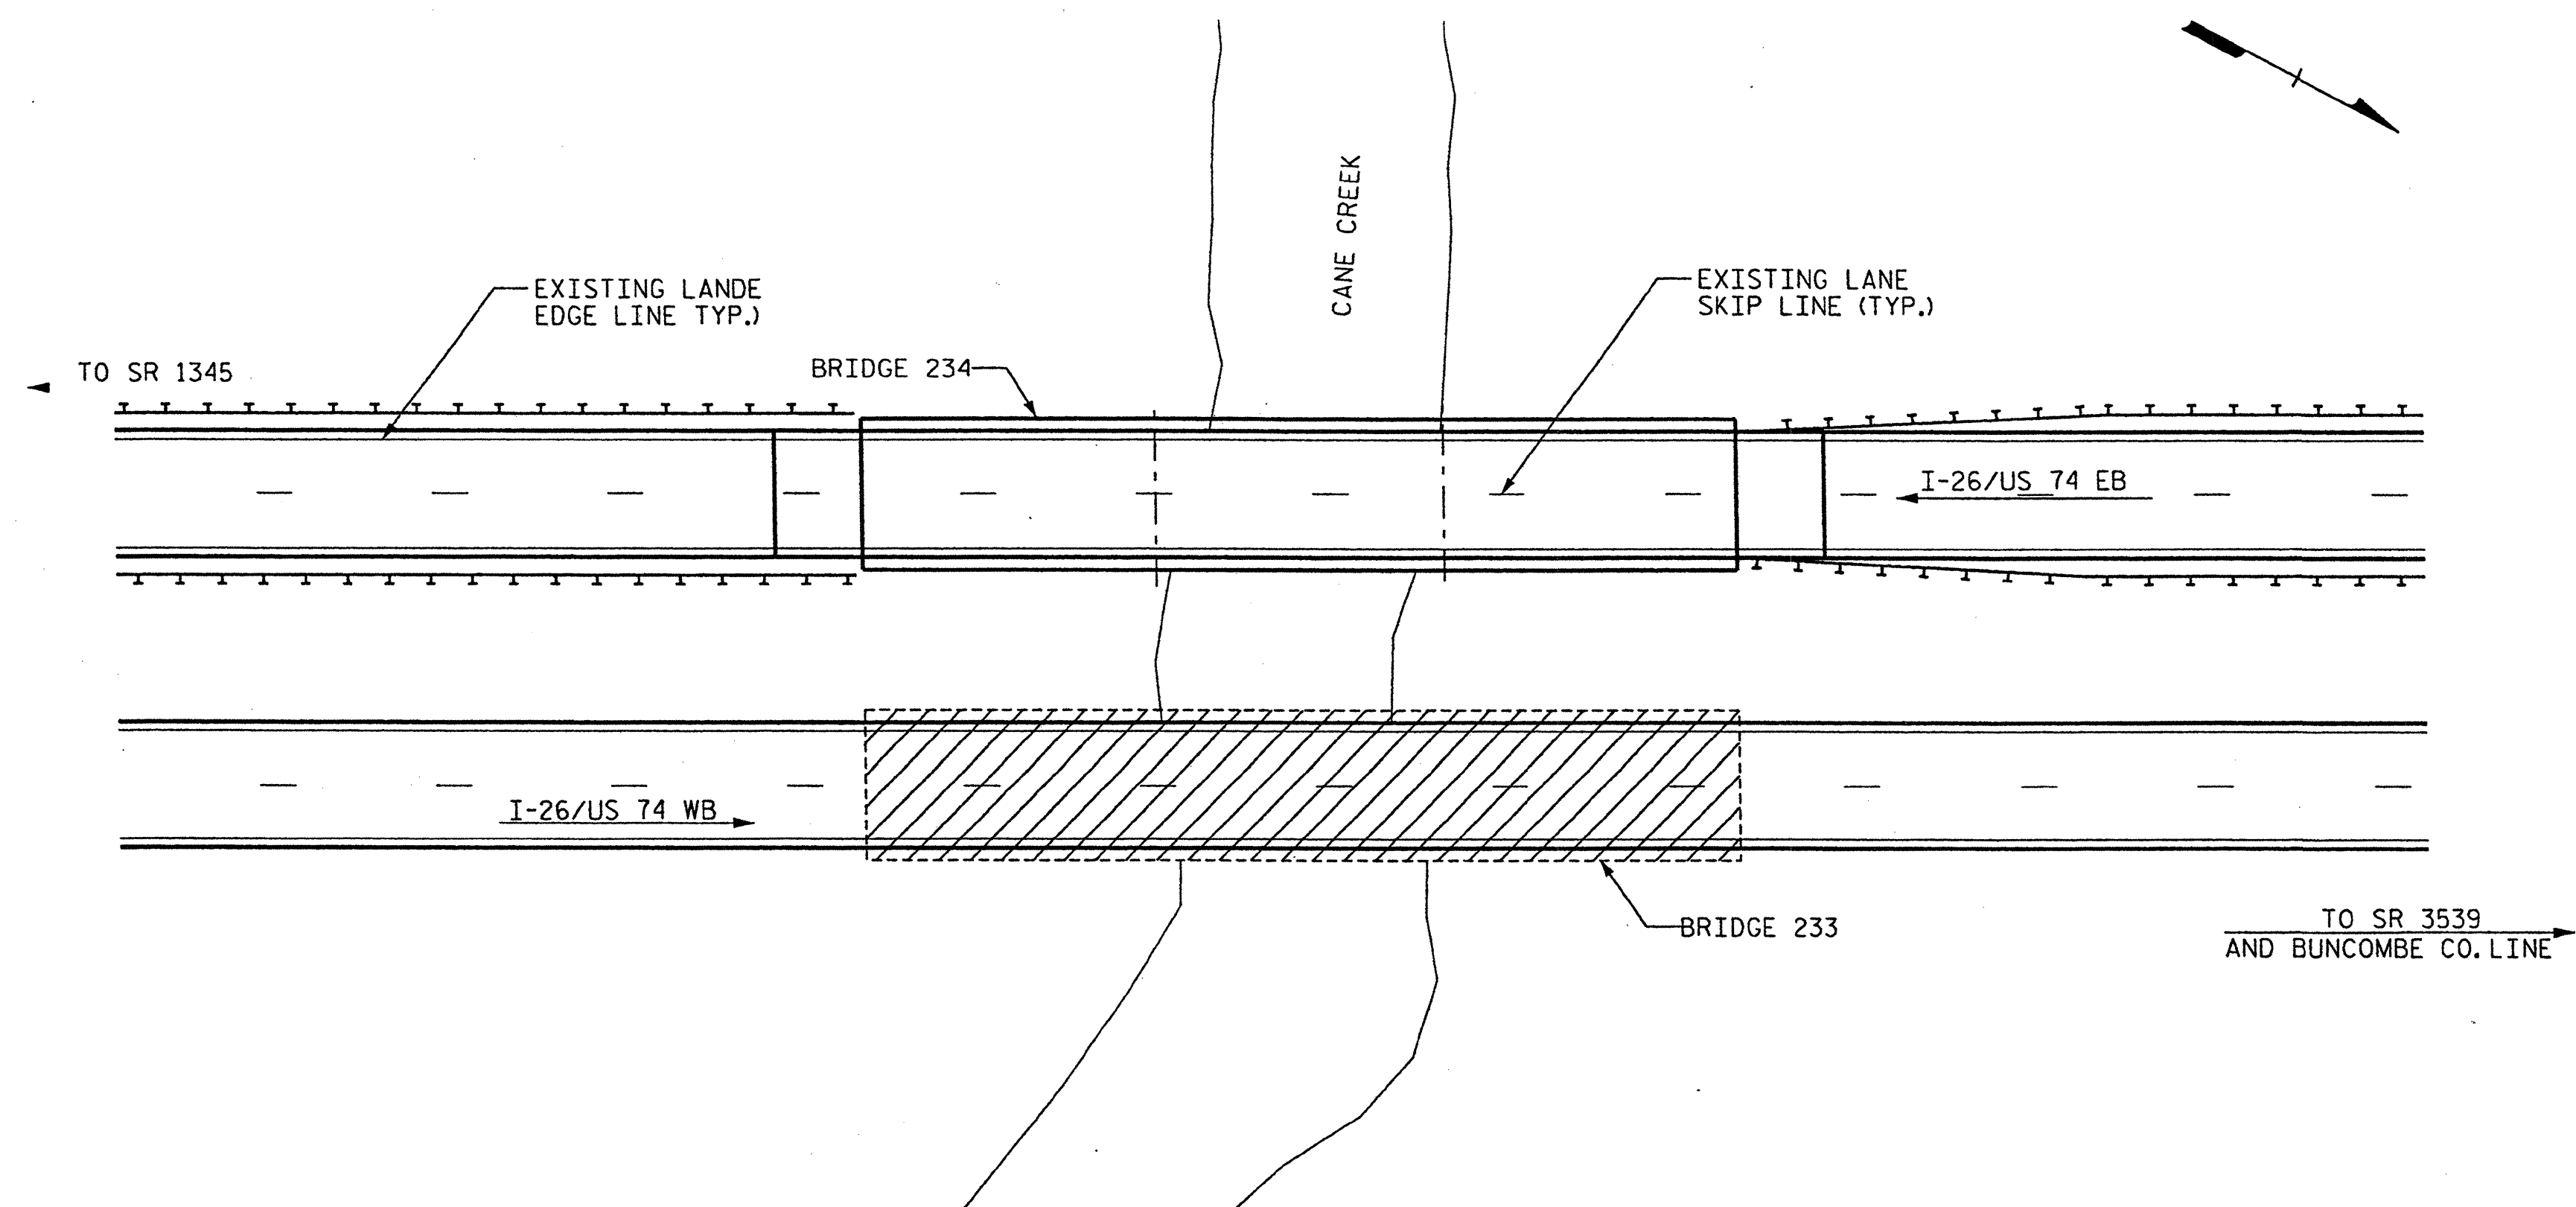 CANE CREEK
EXISTING LANDE
EDGE LINE TYP.)
EXISTING LANE
SKIP LINE (TYP.)
TO SR 1345
BRIDGE 234
I-26/US 74 EB
I-26/US 74 WB
BRIDGE 233
TO SR 3539
AND BUNCOMBE CO. LINE